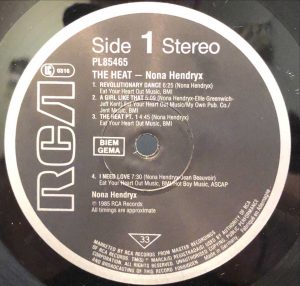 RCA
Side 1 Stereo
PL85465
THE HEAT – Nona Hendryx
1. REVOLUTIONARY DANCE 6:25 (Nona Hendryx)
Eat Your Heart Out Music, BMI
2. A GIRL LIKE THAT 5:09 (Nona Hendryx-Ellie Greenwich-
Jeff Kent) Eat Your Heart Out Music/My Own Pub. Co./
Jent Music, BMI
3. THE HEAT PT. 1 4:45 (Nona Hendryx)
Eat Your Heart Out Music, BMI
BIEM
GEMA
4. I NEED LOVE 7:30 (Nona Hendryx-Jean Beauvoir)
Eat Your Heart Out Music, BMI/Hot Boy Music, ASCAP
Nona Hendryx
℗ 1985 RCA Records
All timings are approximate
33